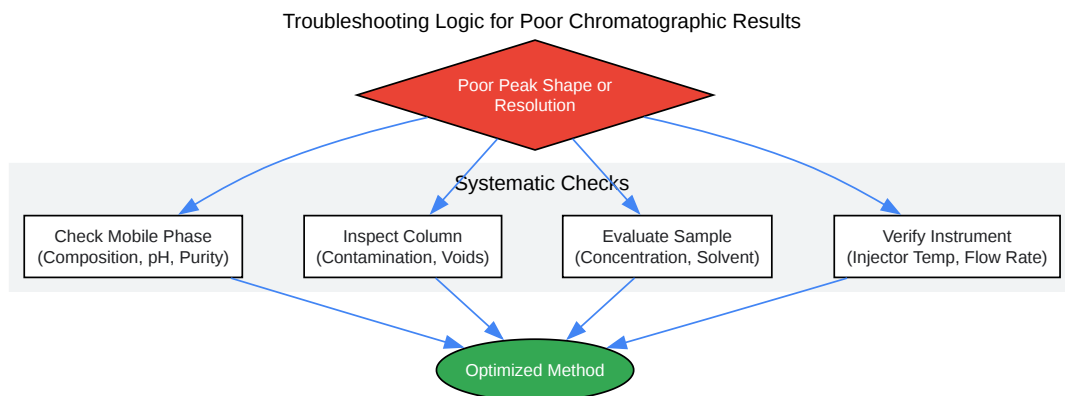 Troubleshooting Logic for Poor Chromatographic Results
Poor Peak Shape or
Resolution
Systematic Checks
Check Mobile Phase
(Composition, pH, Purity)
Inspect Column
(Contamination, Voids)
Evaluate Sample
(Concentration, Solvent)
Verify Instrument
(Injector Temp, Flow Rate)
Optimized Method